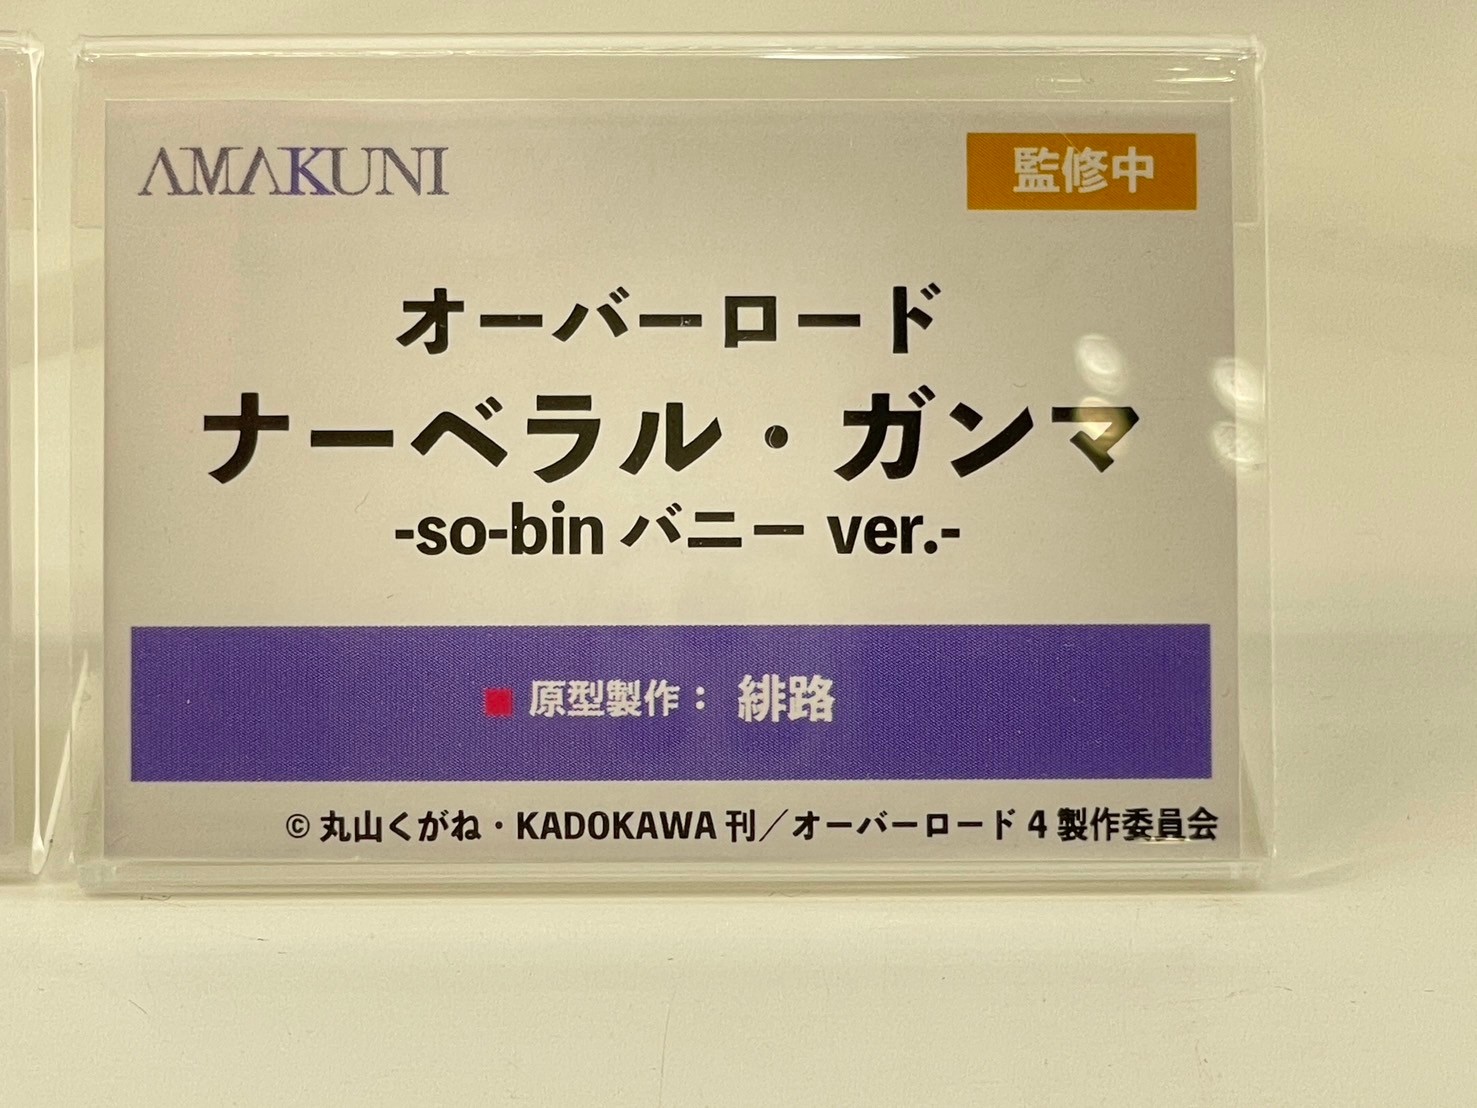 AMAKUNI
監修中
オーバーロード
ナーベラル・ガンマ
-so-bin バニー ver.-
■ 原型製作： 緋路
© 丸山くがね・KADOKAWA 刊／オーバーロード 4 製作委員会